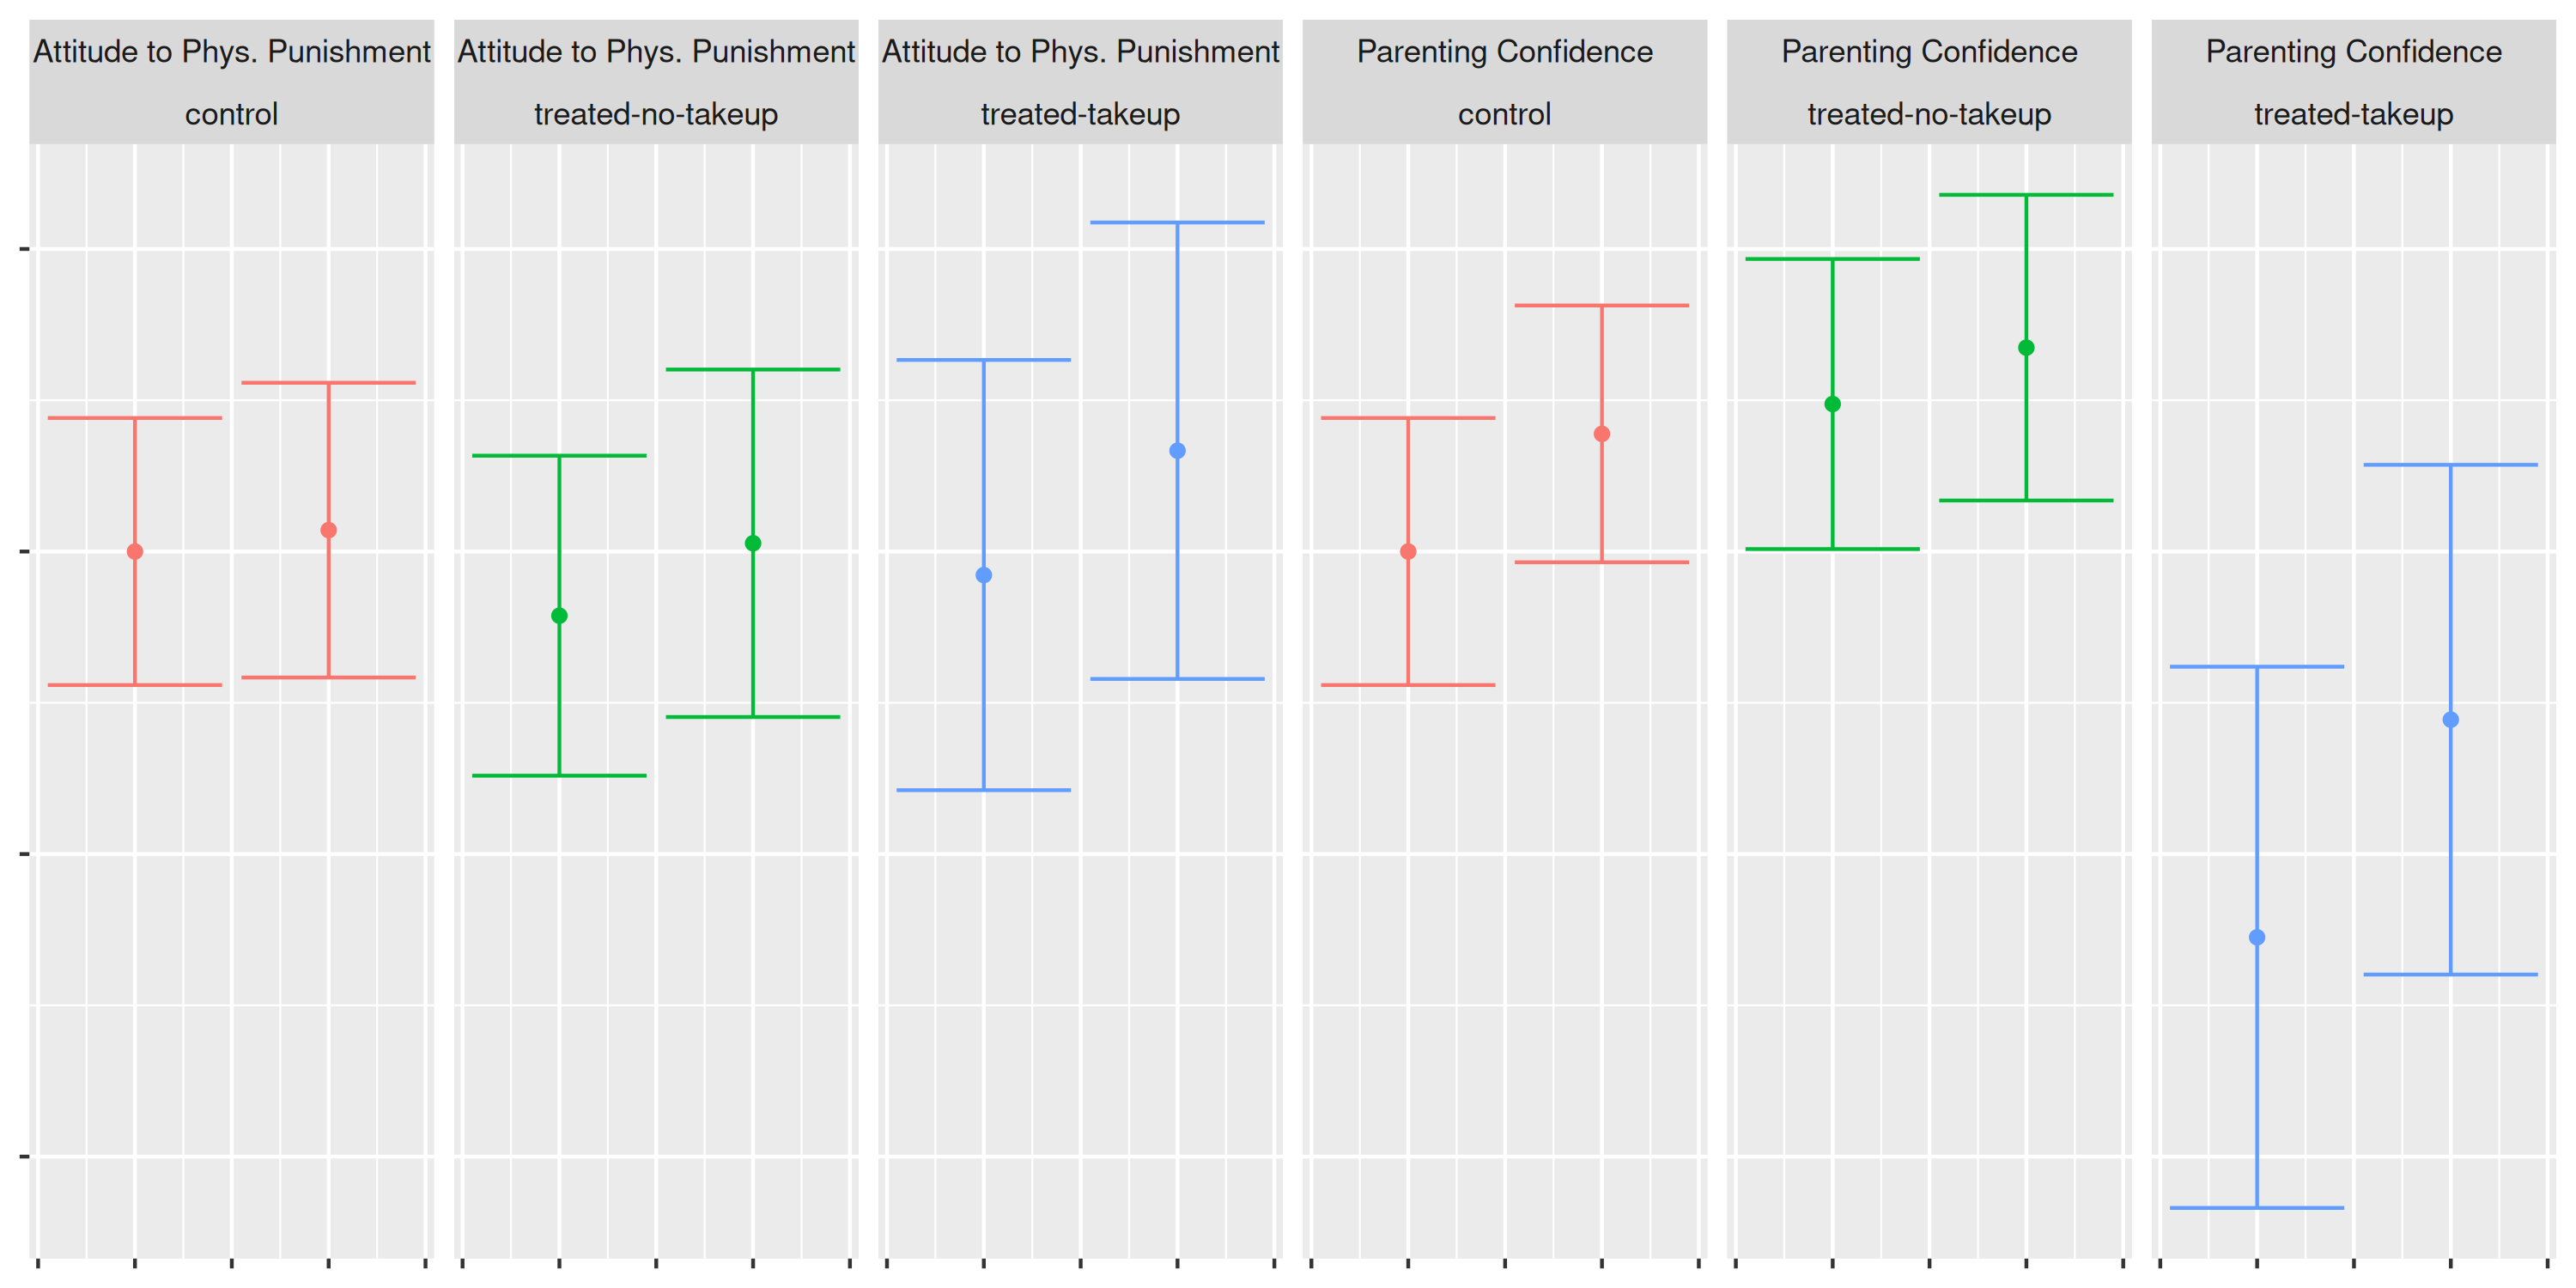 Attitude to Phys. Punishment
control
Attitude to Phys. Punishment
treated-no-takeup
Attitude to Phys. Punishment
treated-takeup
Parenting Confidence
control
Parenting Confidence
treated-no-takeup
Parenting Confidence
treated-takeup